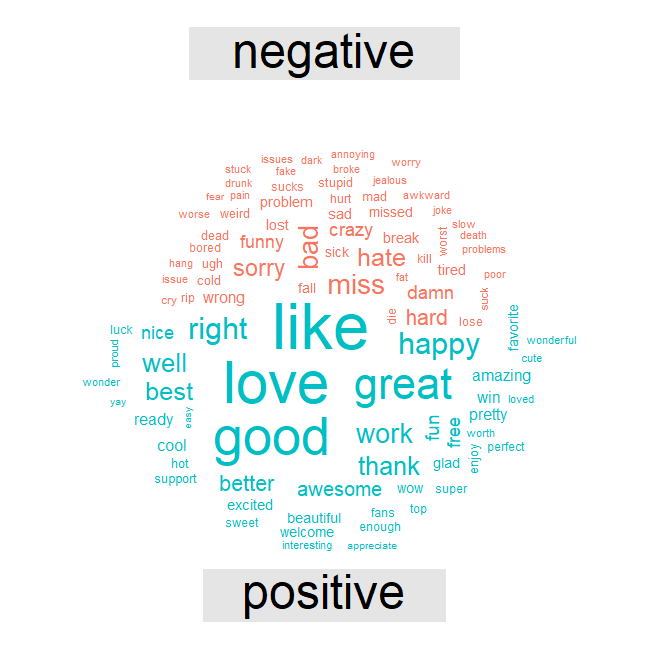 negative
issues dark annoying
stuck fake broke worry
drunk sucks stupid jealous
fear pain problem hurt mad awkward
worse weird lost sad missed joke
dead funny bad crazy break worst slow death
bored sick hate kill problems
hang ugh sorry miss fat tired poor
issue cold fall damn suck
cry rip wrong die hard lose
luck nice right like happy favorite wonderful
proud well love great amazing cute
wonder best win loved
yay easy pretty
ready good work fun free worth
cool enjoy perfect
hot thank glad
support better awesome wow super
excited fans top
sweet beautiful enough
welcome
interesting appreciate
positive